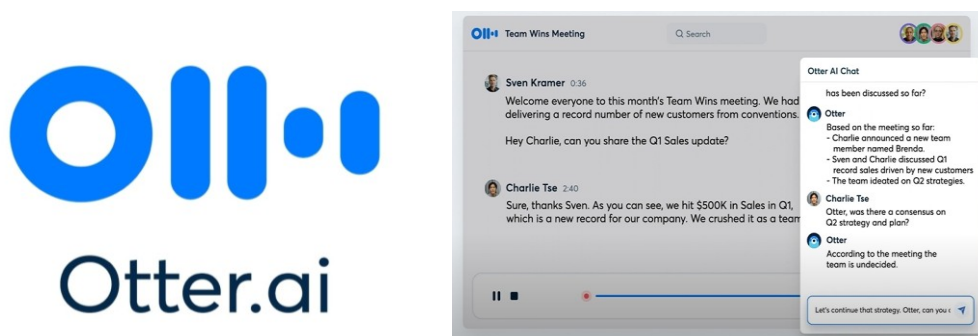 Otter.ai
Team Wins Meeting
Search
Sven Kramer 0:36
Welcome everyone to this month's Team Wins meeting. We had
delivering a record number of new customers from conventions.
Hey Charlie, can you share the Q1 Sales update?
Charlie Tse 2:40
Sure, thanks Sven. As you can see, we hit $500K in Sales in Q1,
which is a new record for our company. We crushed it as a team
Otter AI Chat
has been discussed so far?
Otter
Based on the meeting so far:
- Charlie announced a new team
member named Brenda.
- Sven and Charlie discussed Q1
record sales driven by new customers
- The team ideated on Q2 strategies.
Charlie Tse
Otter, was there a consensus on
Q2 strategy and plan?
Otter
According to the meeting the
team is undecided.
Let's continue that strategy. Otter, can you